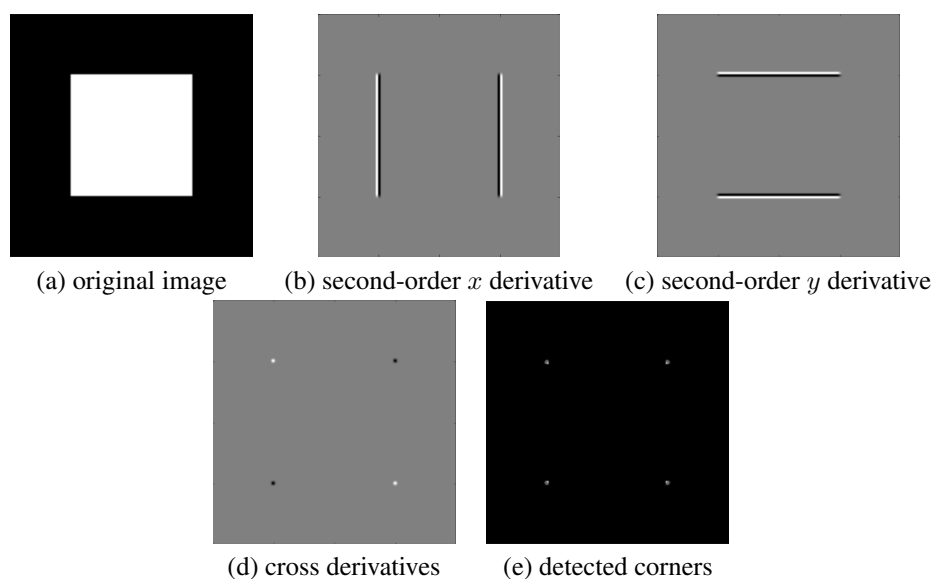 (a) original image
(b) second-order x derivative
(c) second-order y derivative
(d) cross derivatives
(e) detected corners